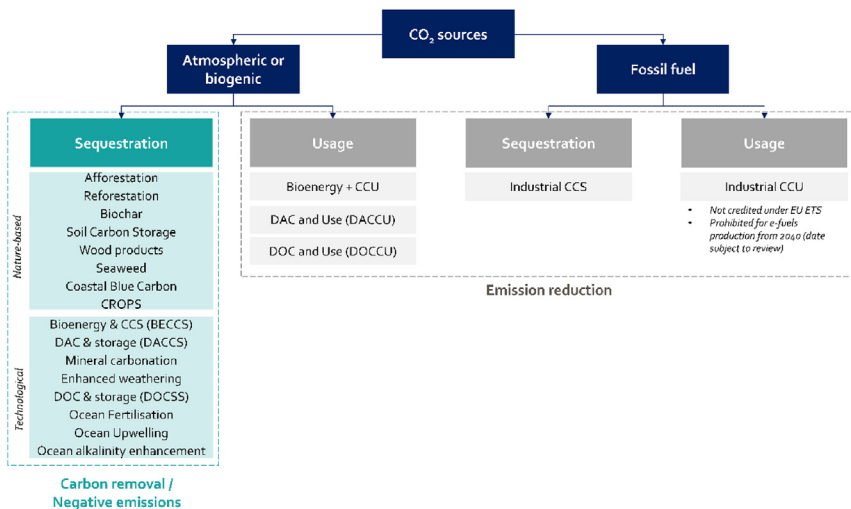 CO₂ sources
Atmospheric or
biogenic
Fossil fuel
Sequestration
Usage
Sequestration
Usage
Nature-based
Afforestation
Reforestation
Biochar
Soil Carbon Storage
Wood products
Seaweed
Coastal Blue Carbon
CROPS
Technological
Bioenergy & CCS (BECCS)
DAC & storage (DACCS)
Mineral carbonation
Enhanced weathering
DOC & storage (DOCSS)
Ocean Fertilisation
Ocean Upwelling
Ocean alkalinity enhancement
Carbon removal /
Negative emissions
Bioenergy + CCU
DAC and Use (DACCU)
DOC and Use (DOCCU)
Industrial CCS
Industrial CCU
• Not credited under EU ETS
• Prohibited for e-fuels
production from 2040 (date
subject to review)
Emission reduction